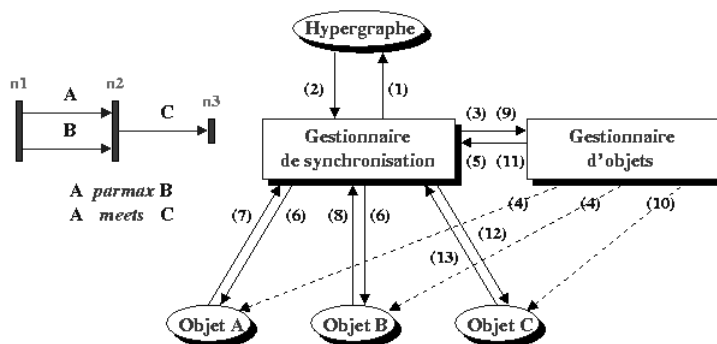 Hypergraphe
n1
A
n2
B
C
n3
(2)
(1)
Gestionnaire
de synchronisation
(3) (9)
(5) (11)
Gestionnaire
d'objets
A parmax B
A meets C
(7)
(6)
(8)
(6)
(12)
(13)
(4)
(4)
(10)
Objet A
Objet B
Objet C